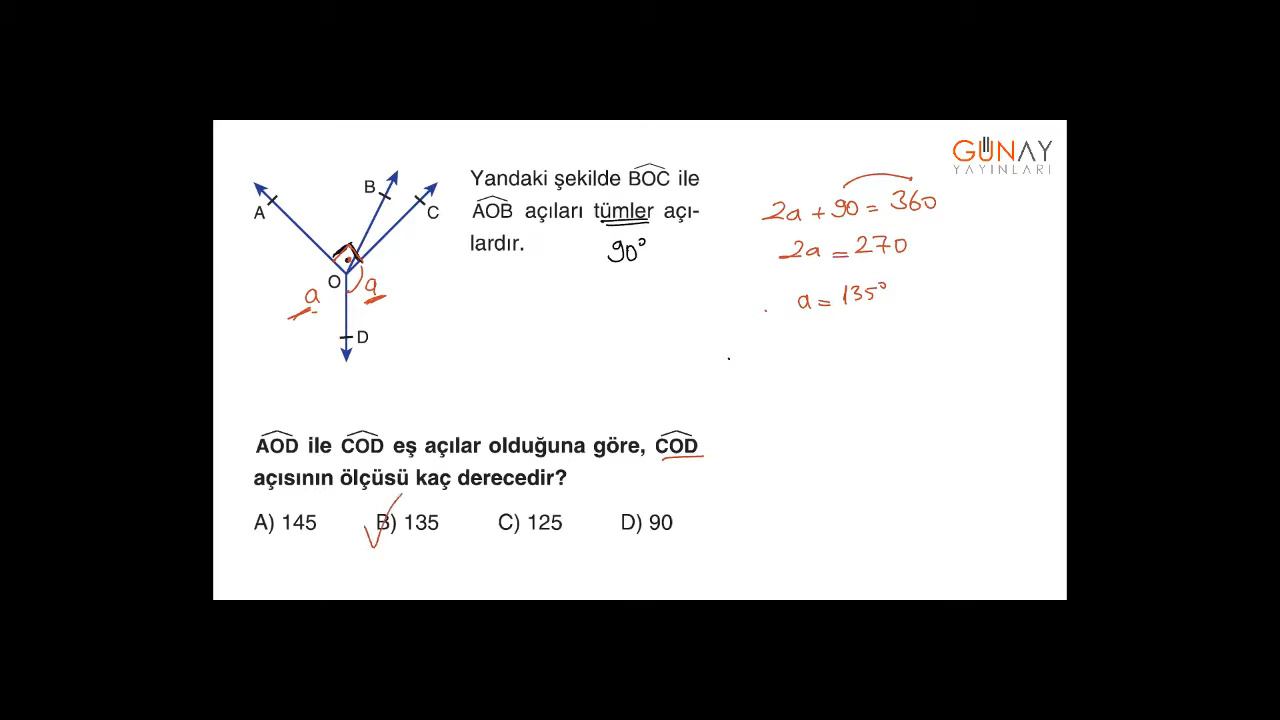 GÜNAY
YAYINLARI
A
B
C
O
D
a
a
Yandaki şekilde BOC ile
AOB açıları tümler açı-
lardır.
90°
2a + 90 = 360
2a = 270
a = 135°
AOD ile COD eş açılar olduğuna göre, COD
açısının ölçüsü kaç derecedir?
A) 145 B) 135 C) 125 D) 90